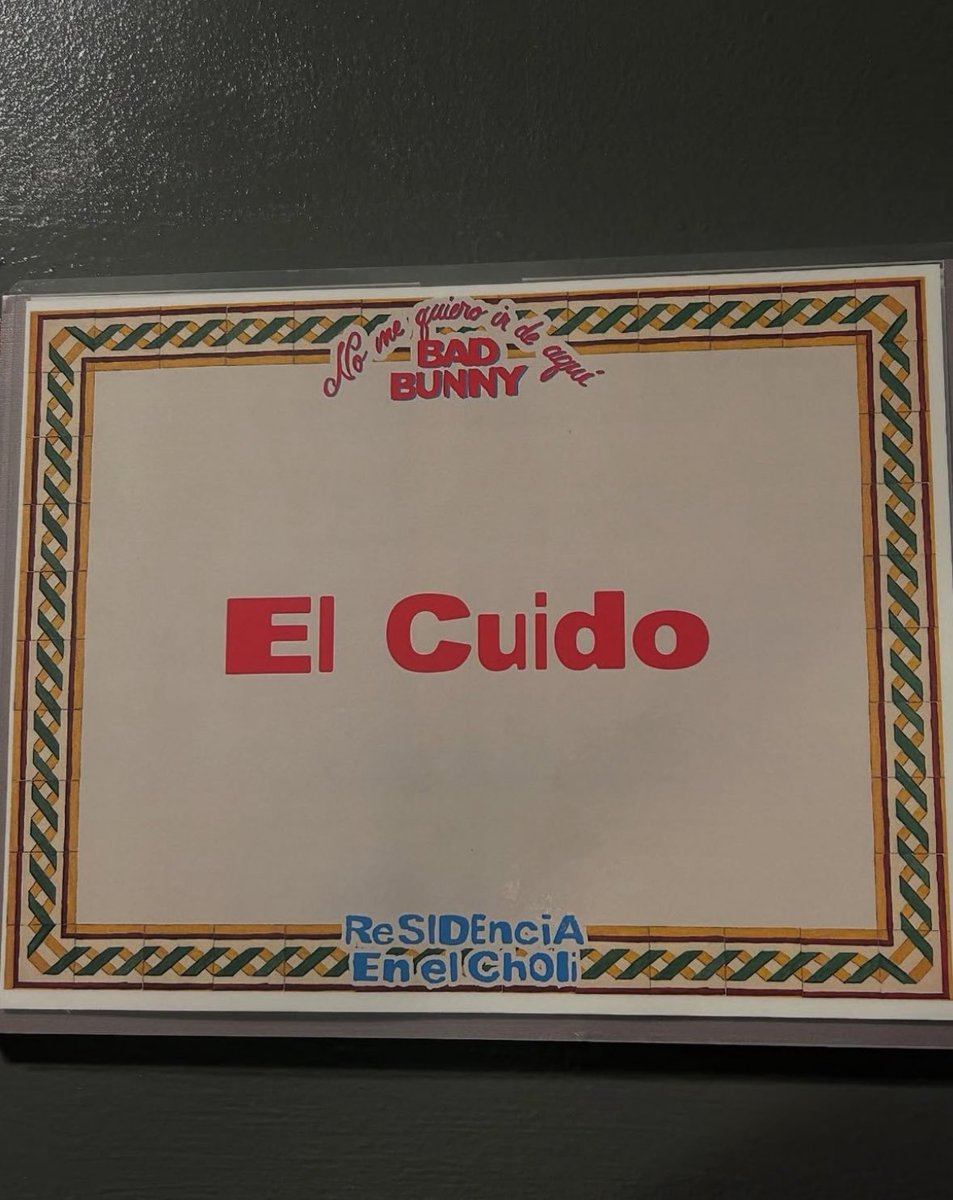 No me quiero ir de aquí
BAD
BUNNY
El Cuido
ReSIDEnciA
En el ChOli